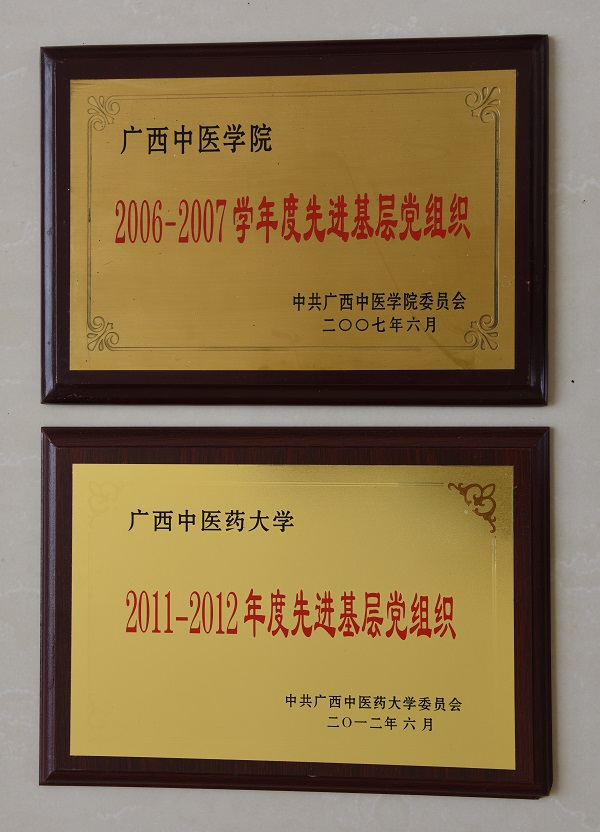 广西中医学院
2006-2007学年度先进基层党组织
中共广西中医学院委员会
二〇〇七年六月
广西中医药大学
2011-2012年度先进基层党组织
中共广西中医药大学委员会
二〇一二年六月